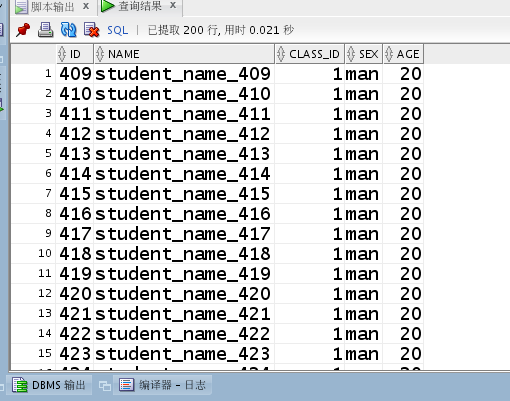 脚本输出 x 查询结果 x
SQL | 已提取 200 行, 用时 0.021 秒
ID NAME CLASS_ID SEX AGE
1 409 student_name_409 1 man 20
2 410 student_name_410 1 man 20
3 411 student_name_411 1 man 20
4 412 student_name_412 1 man 20
5 413 student_name_413 1 man 20
6 414 student_name_414 1 man 20
7 415 student_name_415 1 man 20
8 416 student_name_416 1 man 20
9 417 student_name_417 1 man 20
10 418 student_name_418 1 man 20
11 419 student_name_419 1 man 20
12 420 student_name_420 1 man 20
13 421 student_name_421 1 man 20
14 422 student_name_422 1 man 20
15 423 student_name_423 1 man 20
DBMS 输出 编译器 - 日志